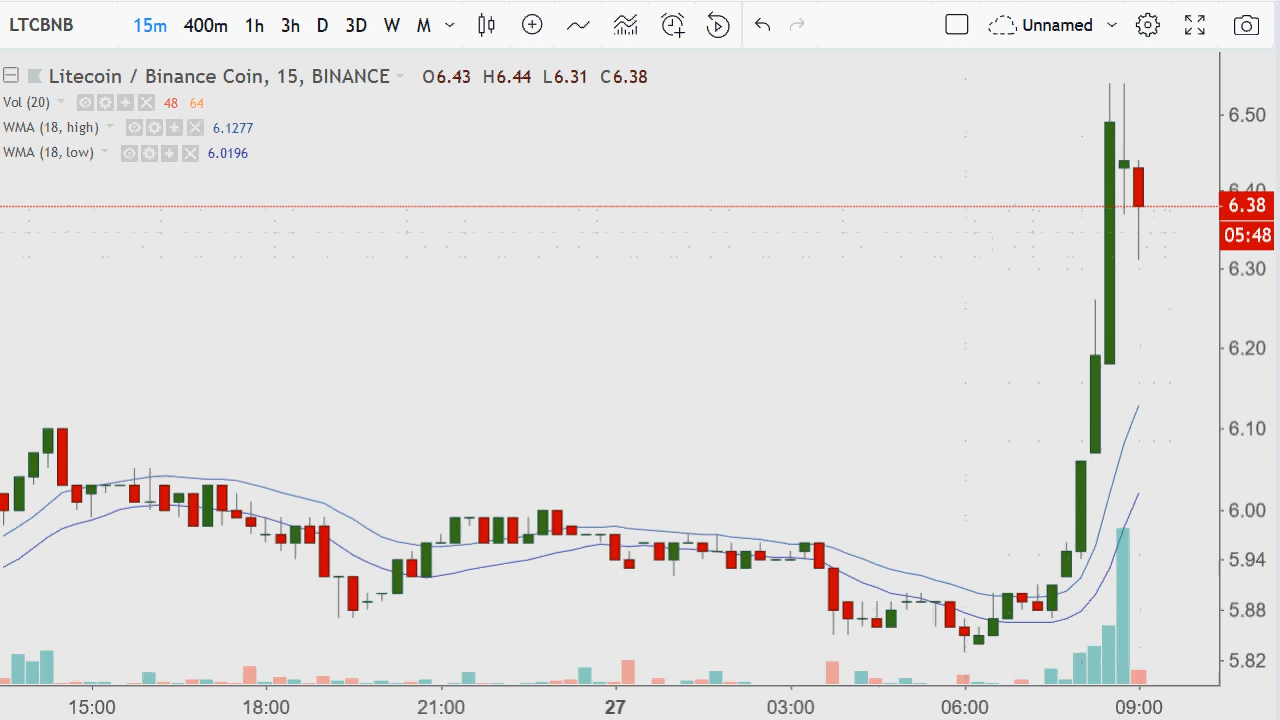 LTCBNB 15m 400m 1h 3h D 3D W M Unnamed
Litecoin / Binance Coin, 15, BINANCE O6.43 H6.44 L6.31 C6.38
Vol (20) 48 64
WMA (18, high) 6.1277
WMA (18, low) 6.0196
6.50
6.40
6.38
05:48
6.30
6.20
6.10
6.00
5.94
5.88
5.82
15:00 18:00 21:00 27 03:00 06:00 09:00